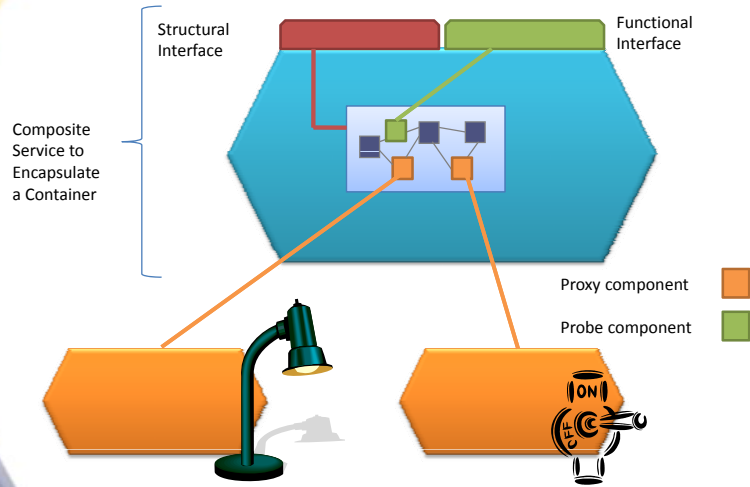 Structural
Interface
Functional
Interface
Composite
Service to
Encapsulate
a Container
Proxy component
Probe component
ON
OFF